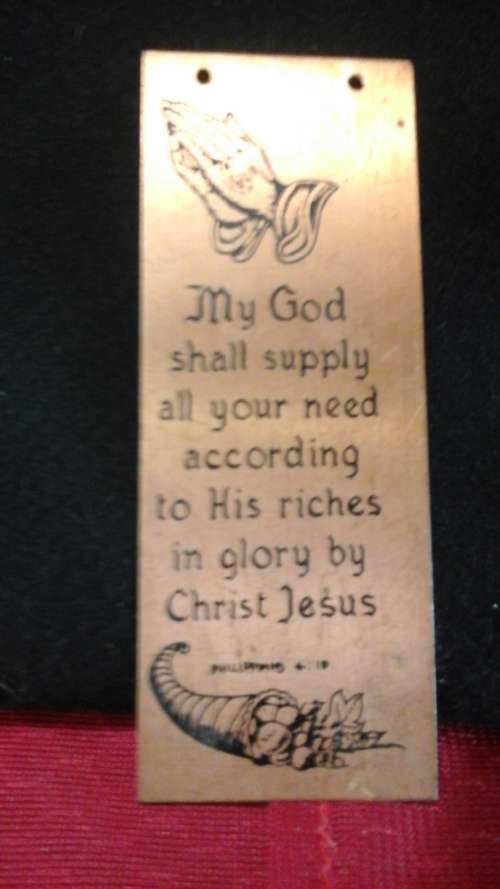 My God
shall supply
all your need
according
to His riches
in glory by
Christ Jesus
PHILIPPIANS 4:19